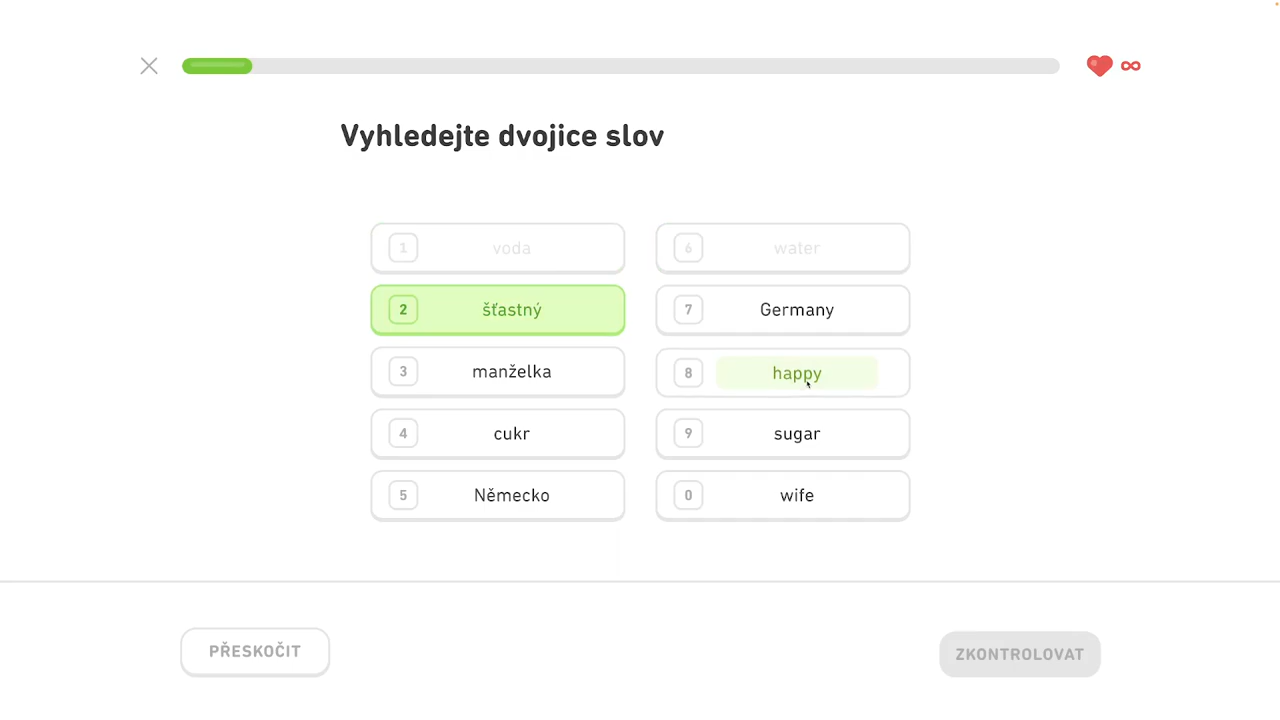 ∞
Vyhledejte dvojice slov
1 voda
6 water
2 šťastný
7 Germany
3 manželka
8 happy
4 cukr
9 sugar
5 Německo
0 wife
PŘESKOČIT
ZKONTROLOVAT